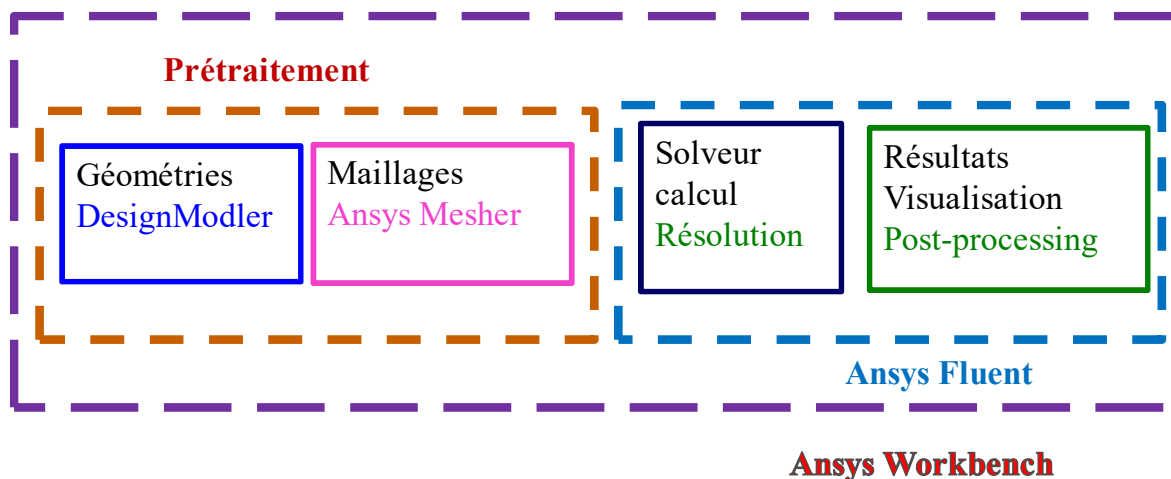 Prétraitement
Géométries
DesignModler
Maillages
Ansys Mesher
Solveur
calcul
Résolution
Résultats
Visualisation
Post-processing
Ansys Fluent
Ansys Workbench